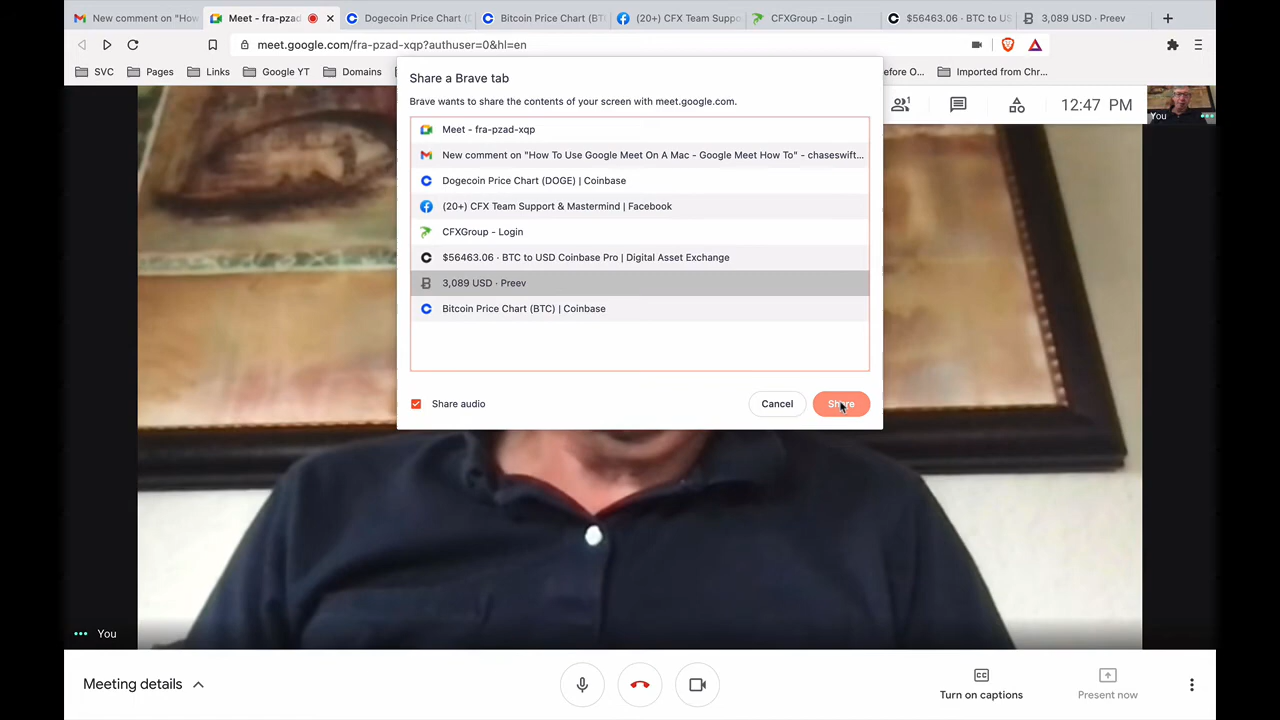 New comment on "How
Meet - fra-pzad
Dogecoin Price Chart (
Bitcoin Price Chart (BT
(20+) CFX Team Suppo
CFXGroup - Login
$56463.06 · BTC to US
3,089 USD · Preev
meet.google.com/fra-pzad-xqp?authuser=0&hl=en
SVC
Pages
Links
Google YT
Domains
efore O...
Imported from Chr...
Share a Brave tab
Brave wants to share the contents of your screen with meet.google.com.
Meet - fra-pzad-xqp
New comment on "How To Use Google Meet On A Mac - Google Meet How To" - chaseswift...
Dogecoin Price Chart (DOGE) | Coinbase
(20+) CFX Team Support & Mastermind | Facebook
CFXGroup - Login
$56463.06 · BTC to USD Coinbase Pro | Digital Asset Exchange
3,089 USD · Preev
Bitcoin Price Chart (BTC) | Coinbase
Share audio
Cancel
Share
1
12:47 PM
You
You
Meeting details
CC
Turn on captions
Present now